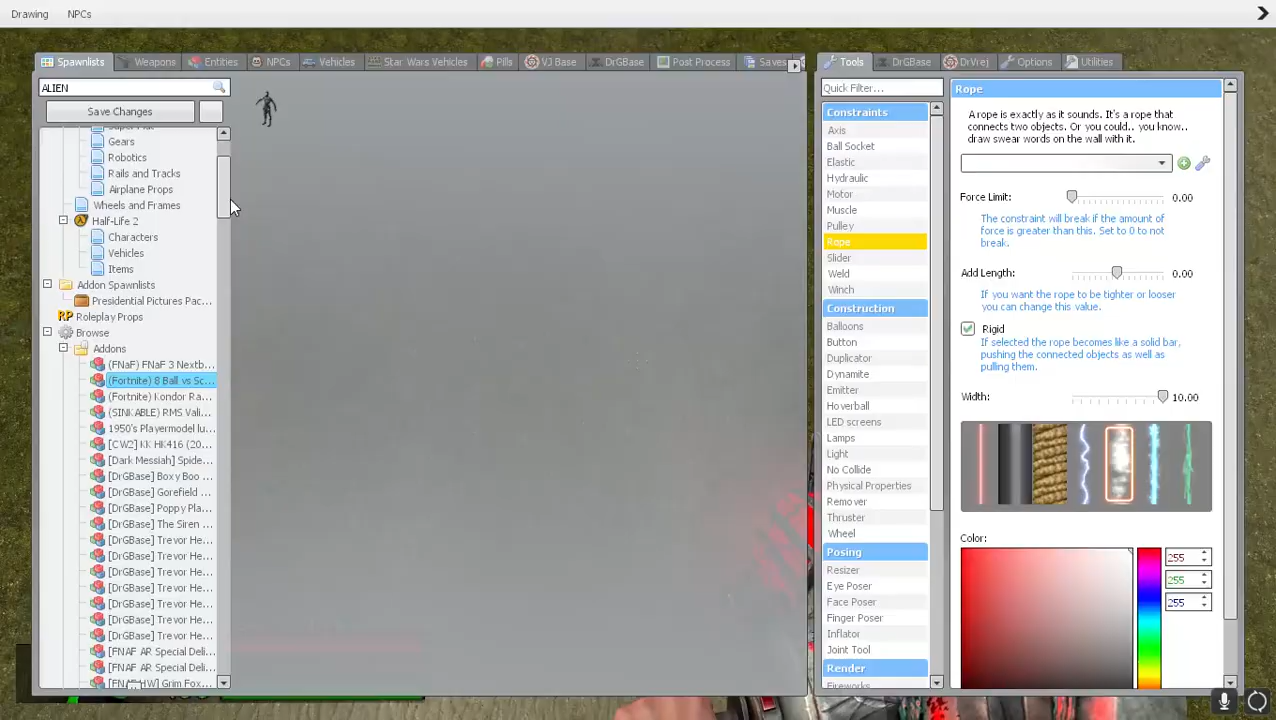 Drawing NPCs
Spawnlists Weapons Entities NPCs Vehicles Star Wars Vehicles Pills VJ Base DrGBase Post Process Saves
Tools DrGBase DrVrej Options Utilities
ALIEN
Save Changes
Gears
Robotics
Rails and Tracks
Airplane Props
Wheels and Frames
Half-Life 2
Characters
Vehicles
Items
Addon Spawnlists
Presidential Pictures Pac...
RP Roleplay Props
Browse
Addons
(FNaF) FNaF 3 Nextb...
(Fortnite) 8 Ball vs Sc...
(Fortnite) Kondor Ra...
(SINKABLE) RMS Vali...
1950's Playermodel lu...
[CW2] KK HK416 (20...
[Dark Messiah] Spide...
[DrGBase] Boxy Boo ...
[DrGBase] Gorefield ...
[DrGBase] Poppy Pla...
[DrGBase] The Siren ...
[DrGBase] Trevor He...
[DrGBase] Trevor He...
[DrGBase] Trevor He...
[DrGBase] Trevor He...
[DrGBase] Trevor He...
[DrGBase] Trevor He...
[DrGBase] Trevor He...
[FNAF AR Special Deli...
[FNAF AR Special Deli...
Grim Fox...
Quick Filter...
Constraints
Axis
Ball Socket
Elastic
Hydraulic
Motor
Muscle
Pulley
Rope
Slider
Weld
Winch
Construction
Balloons
Button
Duplicator
Dynamite
Emitter
Hoverball
LED screens
Lamps
Light
No Collide
Physical Properties
Remover
Thruster
Wheel
Posing
Resizer
Eye Poser
Face Poser
Finger Poser
Inflator
Joint Tool
Render
Fireworks
Rope
A rope is exactly as it sounds. It's a rope that
connects two objects. Or you could.. you know..
draw swear words on the wall with it.
Force Limit: 0.00
The constraint will break if the amount of
force is greater than this. Set to 0 to not
break.
Add Length: 0.00
If you want the rope to be tighter or looser
you can change this value.
Rigid
If selected the rope becomes like a solid bar,
pushing the connected objects as well as
pulling them.
Width: 10.00
Color:
255
255
255